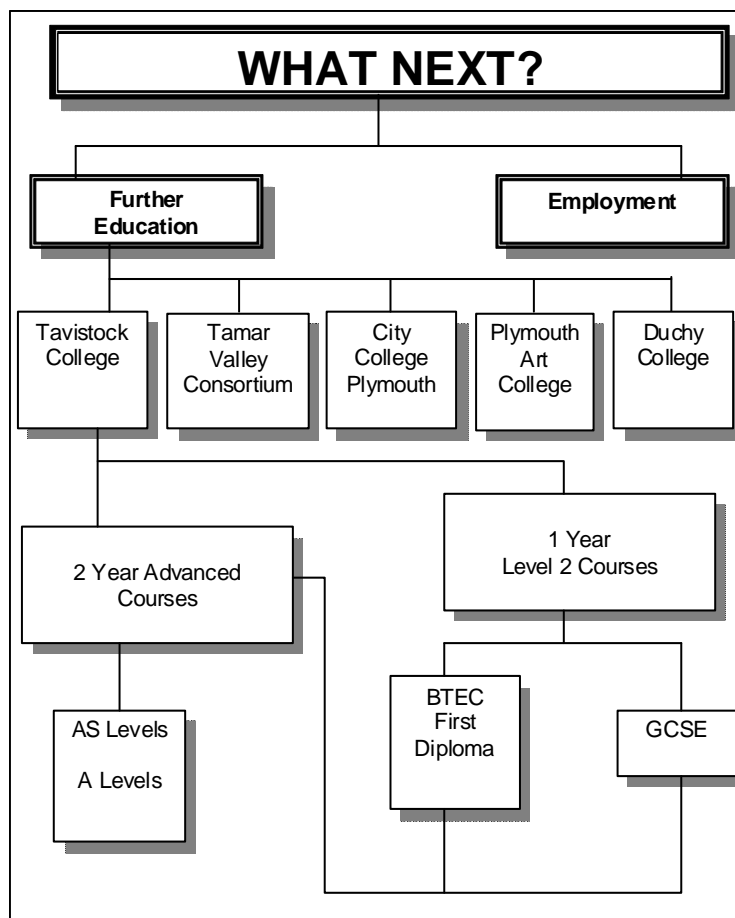 WHAT NEXT?
Further
Education
Employment
Tavistock
College
Tamar
Valley
Consortium
City
College
Plymouth
Plymouth
Art
College
Duchy
College
2 Year Advanced
Courses
1 Year
Level 2 Courses
AS Levels
A Levels
BTEC
First
Diploma
GCSE